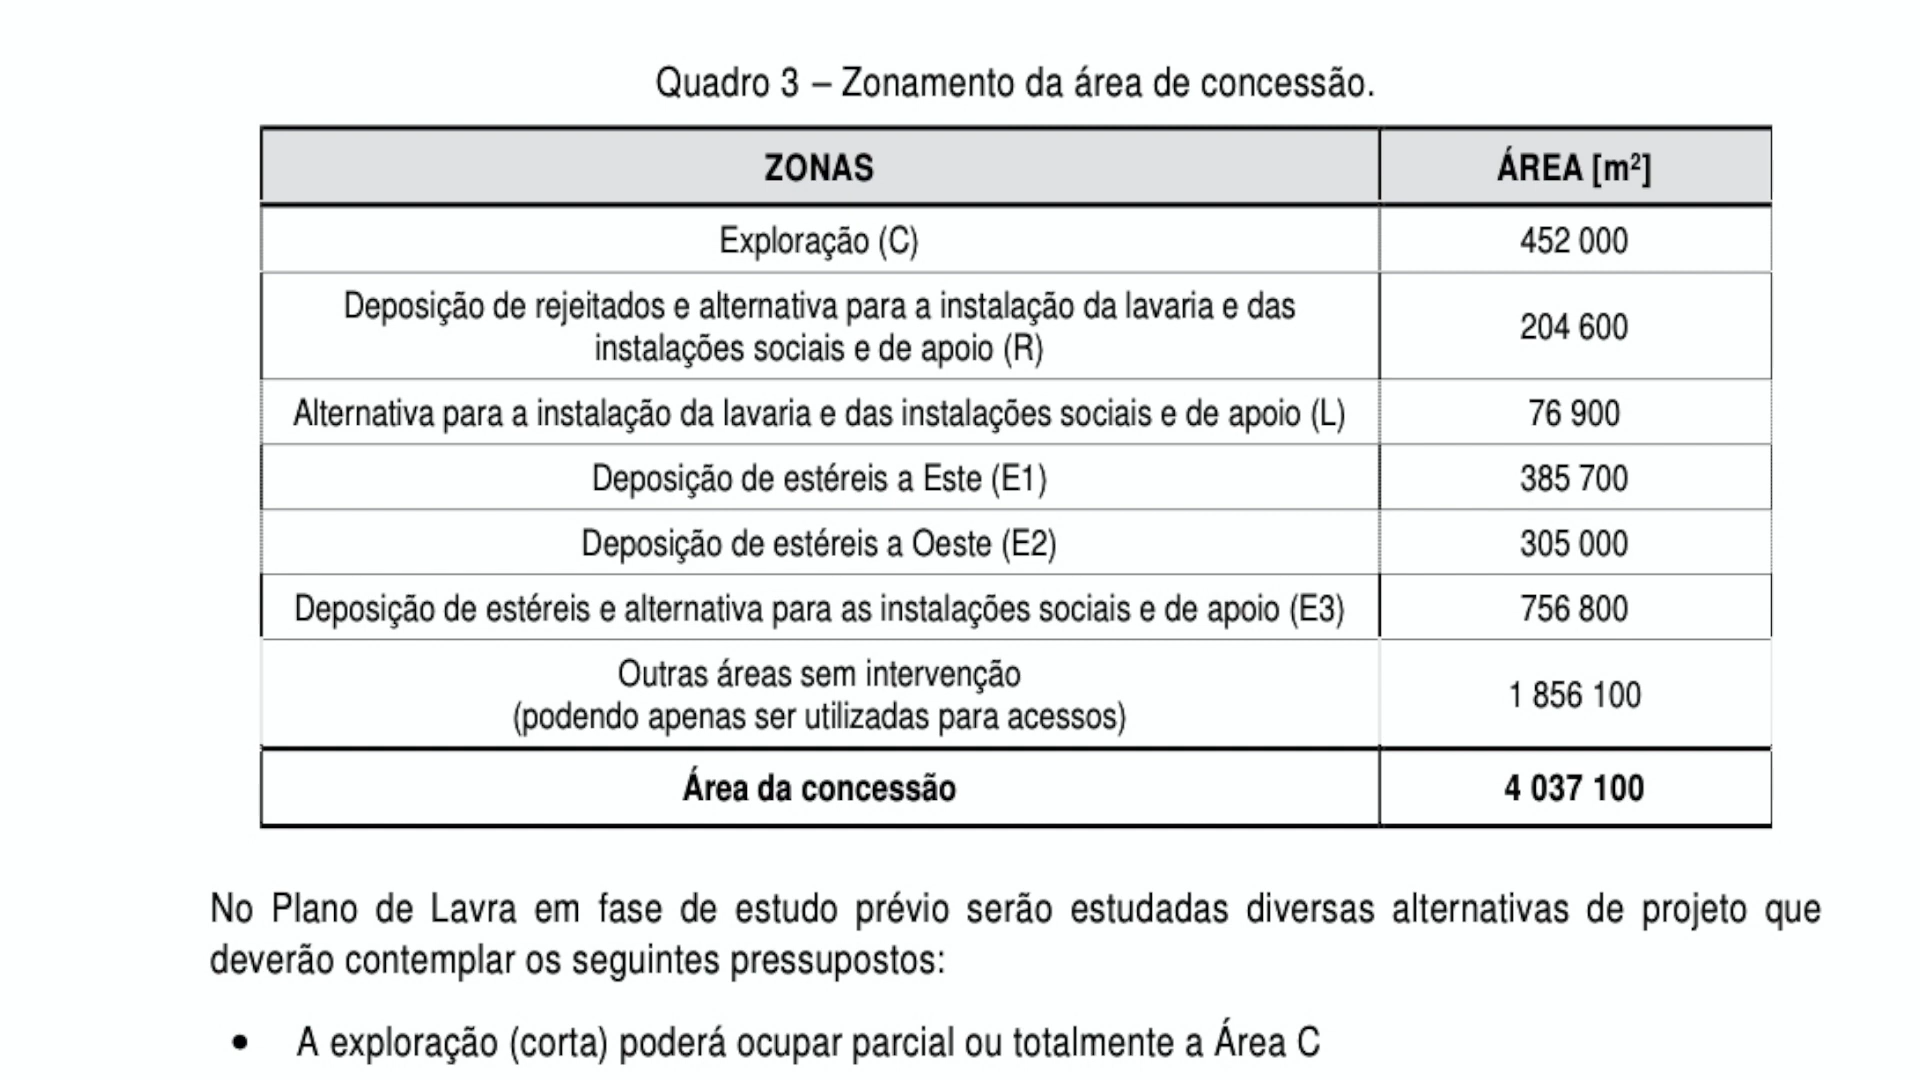 Quadro 3 – Zonamento da área de concessão.
ZONAS ÁREA [m²]
Exploração (C) 452 000
Deposição de rejeitados e alternativa para a instalação da lavaria e das
instalações sociais e de apoio (R) 204 600
Alternativa para a instalação da lavaria e das instalações sociais e de apoio (L) 76 900
Deposição de estéreis a Este (E1) 385 700
Deposição de estéreis a Oeste (E2) 305 000
Deposição de estéreis e alternativa para as instalações sociais e de apoio (E3) 756 800
Outras áreas sem intervenção
(podendo apenas ser utilizadas para acessos) 1 856 100
Área da concessão 4 037 100
No Plano de Lavra em fase de estudo prévio serão estudadas diversas alternativas de projeto que
deverão contemplar os seguintes pressupostos:
• A exploração (corta) poderá ocupar parcial ou totalmente a Área C